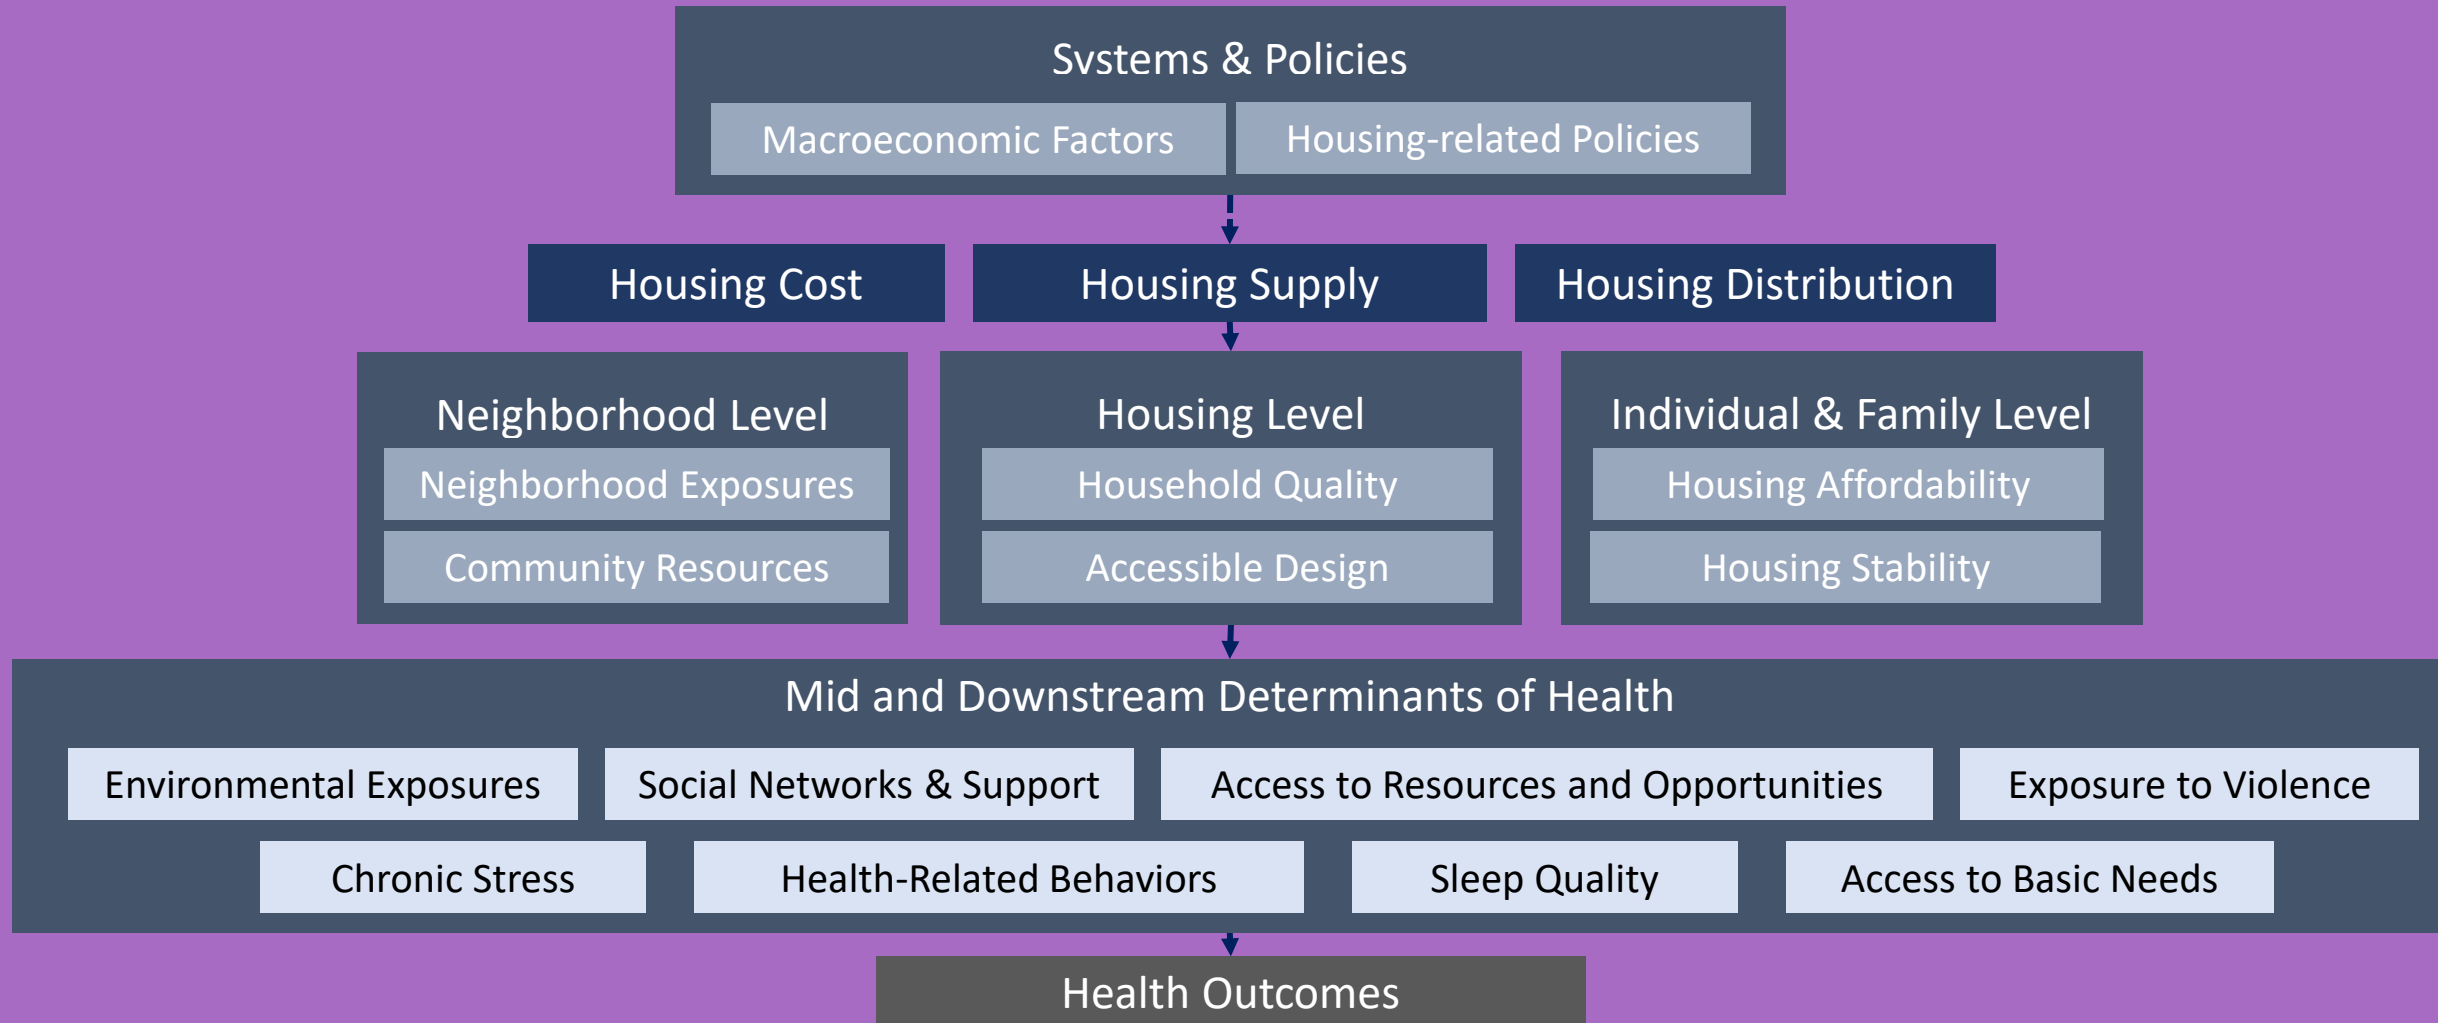 Systems & Policies
Macroeconomic Factors
Housing-related Policies
Housing Cost
Housing Supply
Housing Distribution
Neighborhood Level
Neighborhood Exposures
Community Resources
Housing Level
Household Quality
Accessible Design
Individual & Family Level
Housing Affordability
Housing Stability
Mid and Downstream Determinants of Health
Environmental Exposures
Social Networks & Support
Access to Resources and Opportunities
Exposure to Violence
Chronic Stress
Health-Related Behaviors
Sleep Quality
Access to Basic Needs
Health Outcomes